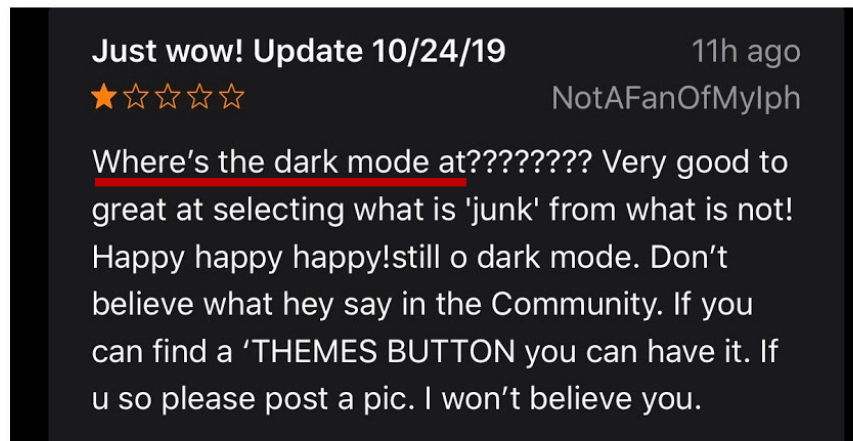 Just wow! Update 10/24/19 11h ago
NotAFanOfMyIph
Where's the dark mode at???????? Very good to
great at selecting what is 'junk' from what is not!
Happy happy happy!still o dark mode. Don't
believe what hey say in the Community. If you
can find a ‘THEMES BUTTON you can have it. If
u so please post a pic. I won't believe you.